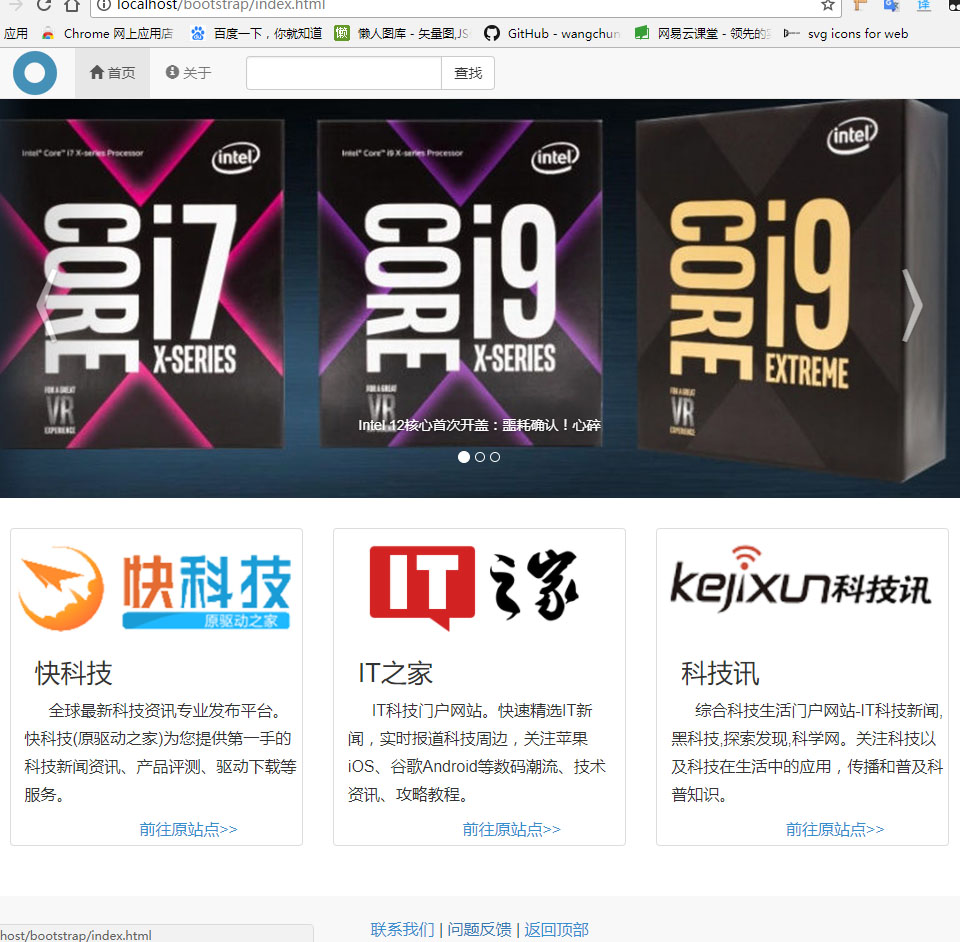 localhost/bootstrap/index.html
应用 Chrome 网上应用店 百度一下，你就知道 懒人图库 - 矢量图,JS GitHub - wangchun 网易云课堂 - 领先的 svg icons for web
首页 关于 查找
Intel® Core™ i7 X-series Processor
intel
CORE i7
X-SERIES
FOR A GREAT
VR
EXPERIENCE
Intel® Core™ i9 X-series Processor
intel
CORE i9
X-SERIES
FOR A GREAT
VR
intel
CORE i9
EXTREME
FOR A GREAT
VR
EXPERIENCE
Intel 12核心首次开盖：噩耗确认！心碎
快科技
原驱动之家
快科技
全球最新科技资讯专业发布平台。
快科技(原驱动之家)为您提供第一手的
科技新闻资讯、产品评测、驱动下载等
服务。
前往原站点>>
IT之家
IT之家
IT科技门户网站。快速精选IT新
闻，实时报道科技周边，关注苹果
iOS、谷歌Android等数码潮流、技术
资讯、攻略教程。
前往原站点>>
kejixun科技讯
科技讯
综合科技生活门户网站-IT科技新闻,
黑科技,探索发现,科学网。关注科技以
及科技在生活中的应用，传播和普及科
普知识。
前往原站点>>
联系我们 | 问题反馈 | 返回顶部
host/bootstrap/index.html